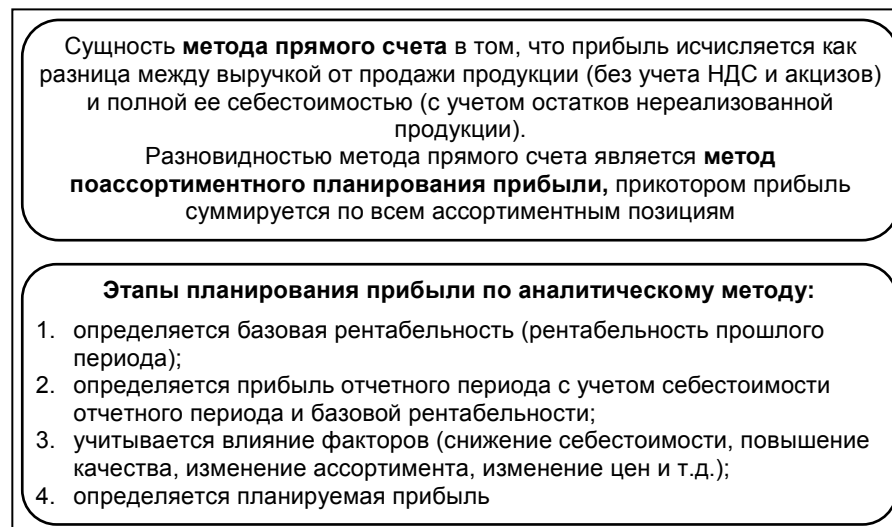 Сущность метода прямого счета в том, что прибыль исчисляется как
разница между выручкой от продажи продукции (без учета НДС и акцизов)
и полной ее себестоимостью (с учетом остатков нереализованной
продукции).
Разновидностью метода прямого счета является метод
поассортиментного планирования прибыли, прикотором прибыль
суммируется по всем ассортиментным позициям
Этапы планирования прибыли по аналитическому методу:
1. определяется базовая рентабельность (рентабельность прошлого
периода);
2. определяется прибыль отчетного периода с учетом себестоимости
отчетного периода и базовой рентабельности;
3. учитывается влияние факторов (снижение себестоимости, повышение
качества, изменение ассортимента, изменение цен и т.д.);
4. определяется планируемая прибыль